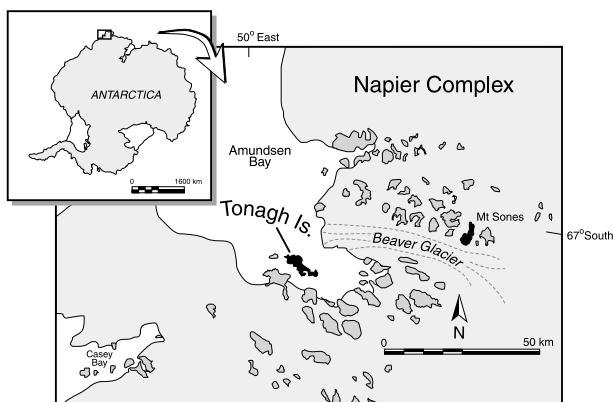 50° East
ANTARCTICA
0 1600 km
Napier Complex
Amundsen
Bay
Tonagh Is.
Mt Sones
67°South
Beaver Glacier
N
0 50 km
Casey
Bay